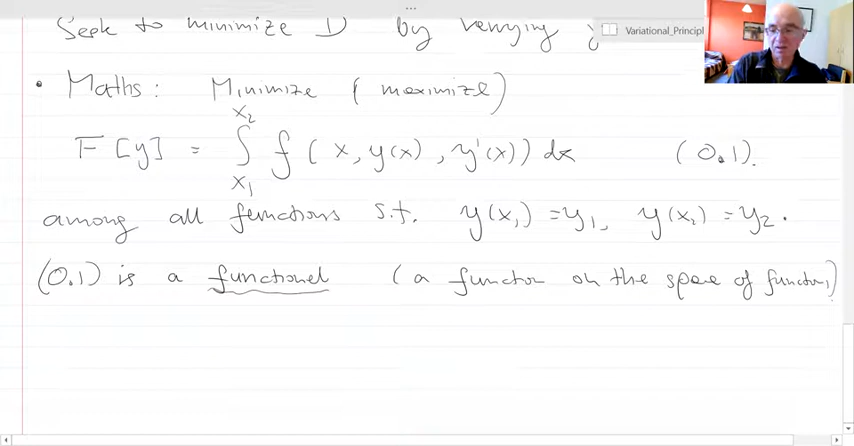 Seek to minimize D by varying y
Variational_Principl
• Maths: Minimize (maximize)
F[y] = ∫_{x₁}^{x₂} f(x, y(x), y'(x)) dx (0.1).
among all functions s.t. y(x₁) = y₁, y(x₂) = y₂.
(0.1) is a functional (a function on the space of functions)